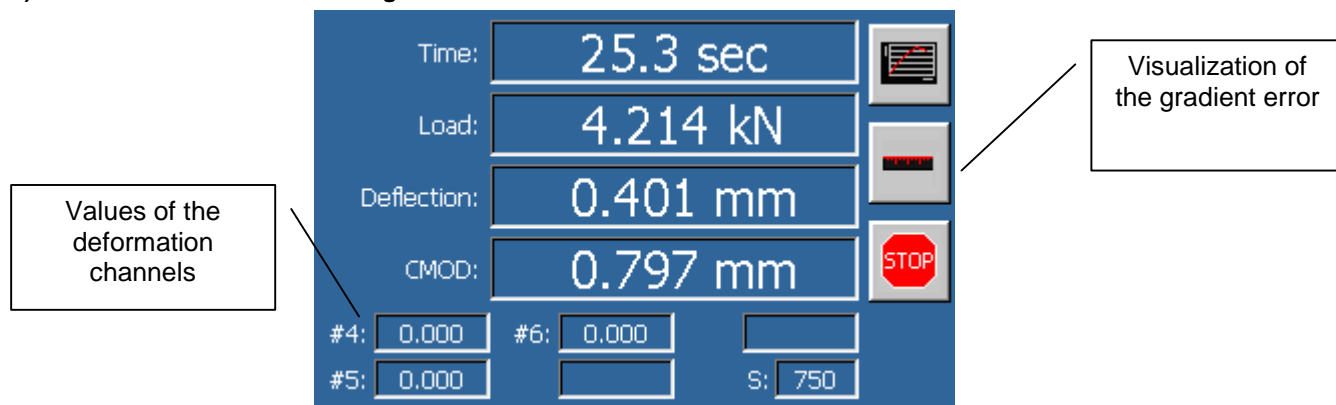 Time: 25.3 sec
Load: 4.214 kN
Deflection: 0.401 mm
CMOD: 0.797 mm
STOP
#4: 0.000 #6: 0.000
#5: 0.000 S: 750
Values of the
deformation
channels
Visualization of
the gradient error